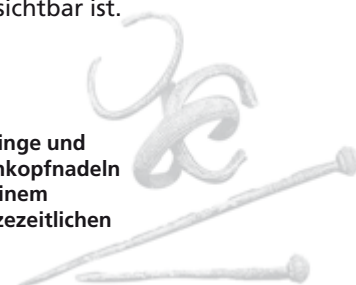 sichtbar ist.
inge und
nkopfnadeln
inem
zezeitlichen